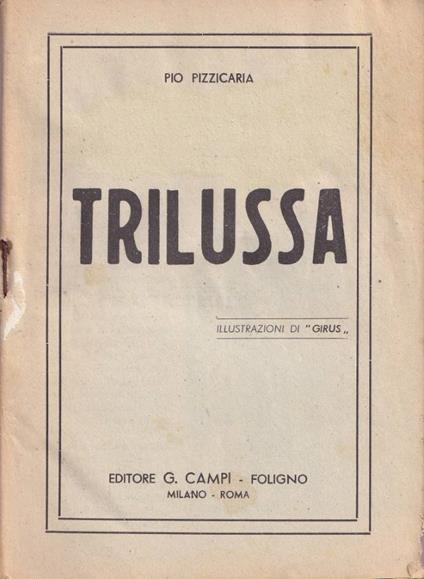 PIO PIZZICARIA
TRILUSSA
ILLUSTRAZIONI DI "GIRUS„
EDITORE G. CAMPI - FOLIGNO
MILANO - ROMA